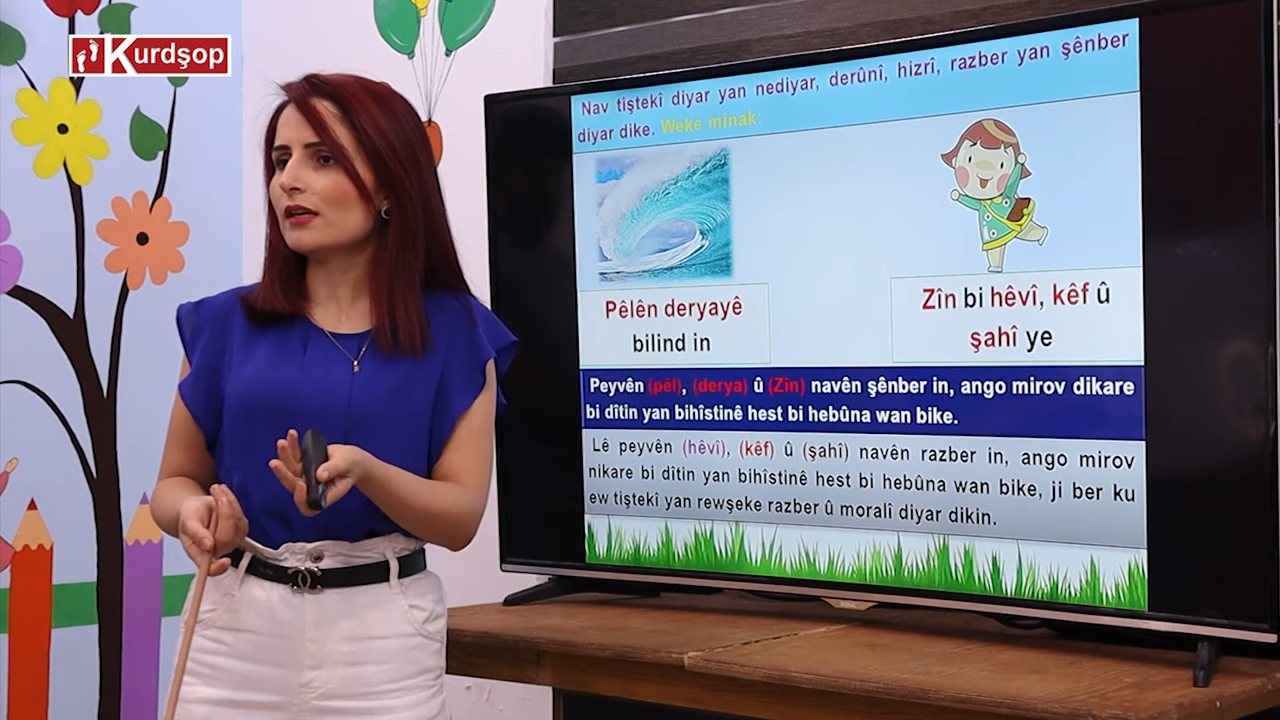 Kurdşop
Nav tiştekî diyar yan nediyar, derûnî, hizrî, razber yan şênber
diyar dike. Weke mînak:
Pêlên deryayê
bilind in
Zîn bi hêvî, kêf û
şahî ye
Peyvên (pêl), (derya) û (Zîn) navên şênber in, ango mirov dikare
bi dîtin yan bihîstinê hest bi hebûna wan bike.
Lê peyvên (hêvî), (kêf) û (şahî) navên razber in, ango mirov
nikare bi dîtin yan bihîstinê hest bi hebûna wan bike, ji ber ku
ew tiştekî yan rewşeke razber û moralî diyar dikin.